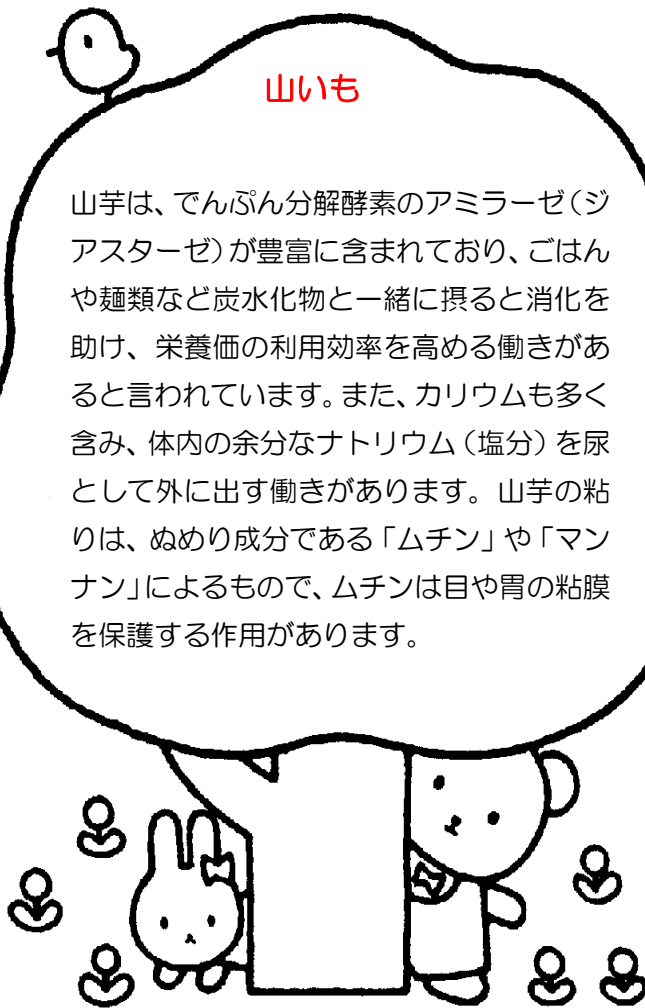 山いも
山芋は、でんぷん分解酵素のアミラーゼ（ジ
アスターゼ）が豊富に含まれており、ごはん
や麺類など炭水化物と一緒に摂ると消化を
助け、栄養価の利用効率を高める働きがあ
ると言われています。また、カリウムも多く
含み、体内の余分なナトリウム（塩分）を尿
として外に出す働きがあります。山芋の粘
りは、ぬめり成分である「ムチン」や「マン
ナン」によるもので、ムチンは目や胃の粘膜
を保護する作用があります。